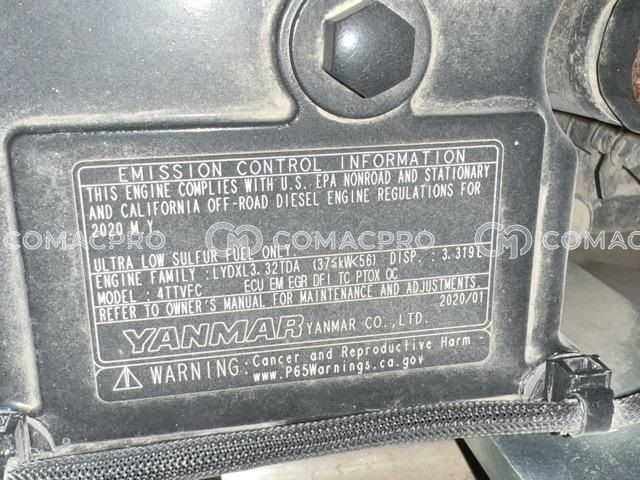 EMISSION CONTROL INFORMATION
THIS ENGINE COMPLIES WITH U.S. EPA NONROAD AND STATIONARY
AND CALIFORNIA OFF-ROAD DIESEL ENGINE REGULATIONS FOR
2020 M.Y
COMACPRO COMACPRO COMACPRO
ULTRA LOW SULFUR FUEL ONLY.
ENGINE FAMILY : LYDXL3.32TDA (37≤kW<56) DISP. : 3.319L
MODEL : 4TTVFC ECU EM EGR DFI TC PTOX OC
REFER TO OWNER'S MANUAL FOR MAINTENANCE AND ADJUSTMENTS.
2020/01
YANMAR YANMAR CO.,LTD.
WARNING: Cancer and Reproductive Harm -
www.P65Warnings.ca.gov